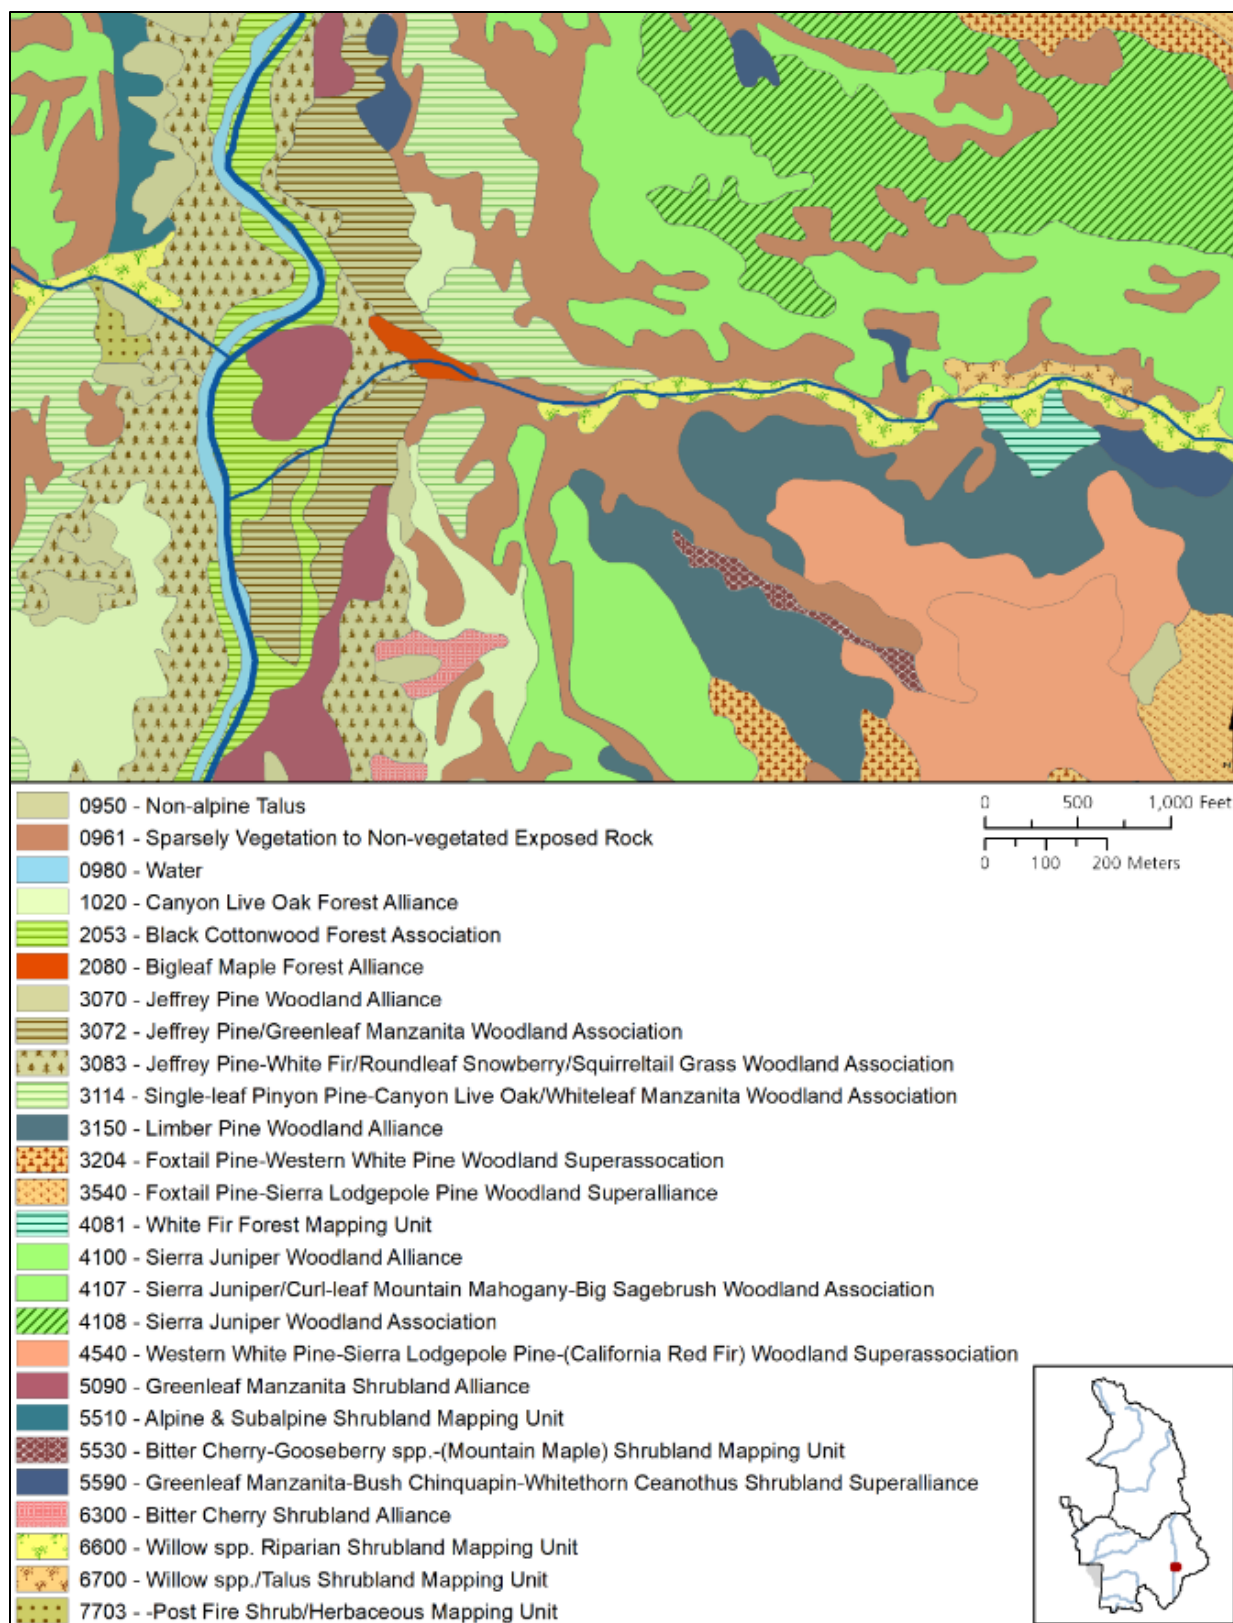 0950 - Non-alpine Talus
0961 - Sparsely Vegetation to Non-vegetated Exposed Rock
0980 - Water
1020 - Canyon Live Oak Forest Alliance
2053 - Black Cottonwood Forest Association
2080 - Bigleaf Maple Forest Alliance
3070 - Jeffrey Pine Woodland Alliance
3072 - Jeffrey Pine/Greenleaf Manzanita Woodland Association
3083 - Jeffrey Pine-White Fir/Roundleaf Snowberry/Squirreltail Grass Woodland Association
3114 - Single-leaf Pinyon Pine-Canyon Live Oak/Whiteleaf Manzanita Woodland Association
3150 - Limber Pine Woodland Alliance
3204 - Foxtail Pine-Western White Pine Woodland Superassocation
3540 - Foxtail Pine-Sierra Lodgepole Pine Woodland Superalliance
4081 - White Fir Forest Mapping Unit
4100 - Sierra Juniper Woodland Alliance
4107 - Sierra Juniper/Curl-leaf Mountain Mahogany-Big Sagebrush Woodland Association
4108 - Sierra Juniper Woodland Association
4540 - Western White Pine-Sierra Lodgepole Pine-(California Red Fir) Woodland Superassociation
5090 - Greenleaf Manzanita Shrubland Alliance
5510 - Alpine & Subalpine Shrubland Mapping Unit
5530 - Bitter Cherry-Gooseberry spp.-(Mountain Maple) Shrubland Mapping Unit
5590 - Greenleaf Manzanita-Bush Chinquapin-Whitethorn Ceanothus Shrubland Superalliance
6300 - Bitter Cherry Shrubland Alliance
6600 - Willow spp. Riparian Shrubland Mapping Unit
6700 - Willow spp./Talus Shrubland Mapping Unit
7703 - -Post Fire Shrub/Herbaceous Mapping Unit
0 500 1,000 Feet
0 100 200 Meters